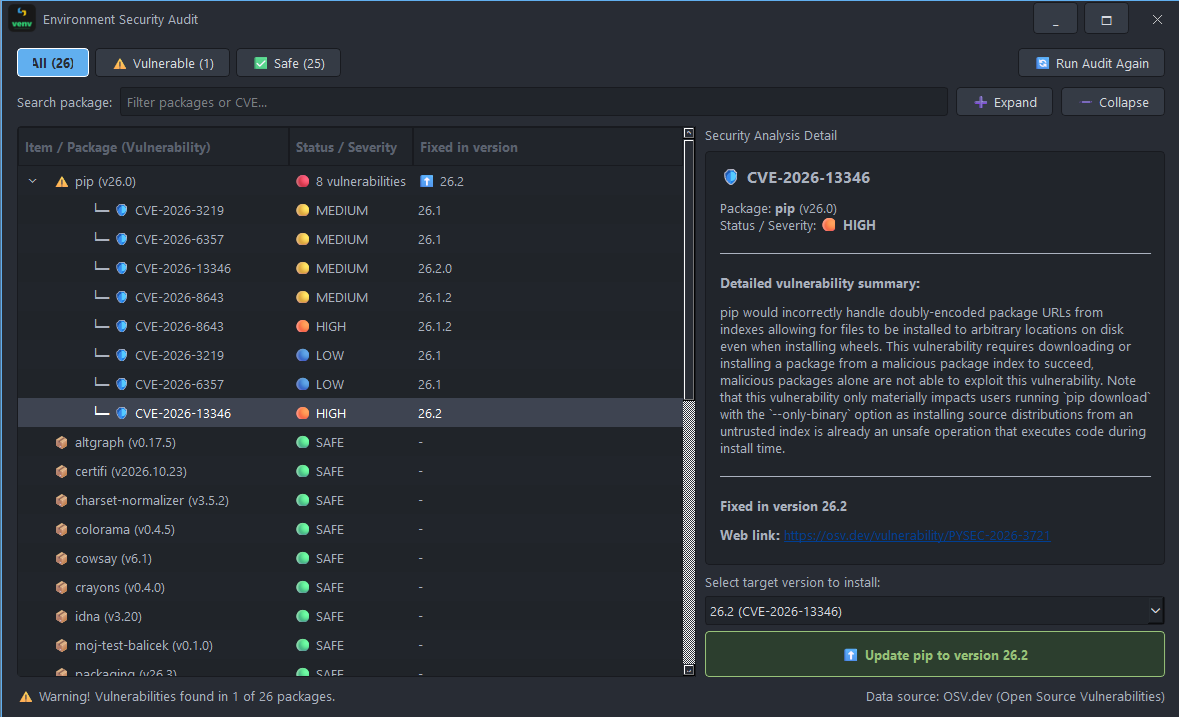 venv Environment Security Audit
All (26) Vulnerable (1) Safe (25) Run Audit Again
Search package: Filter packages or CVE... Expand Collapse
Item / Package (Vulnerability) Status / Severity Fixed in version
pip (v26.0) 8 vulnerabilities 26.2
CVE-2026-3219 MEDIUM 26.1
CVE-2026-6357 MEDIUM 26.1
CVE-2026-13346 MEDIUM 26.2.0
CVE-2026-8643 MEDIUM 26.1.2
CVE-2026-8643 HIGH 26.1.2
CVE-2026-3219 LOW 26.1
CVE-2026-6357 LOW 26.1
CVE-2026-13346 HIGH 26.2
altgraph (v0.17.5) SAFE -
certifi (v2026.10.23) SAFE -
charset-normalizer (v3.5.2) SAFE -
colorama (v0.4.5) SAFE -
cowsay (v6.1) SAFE -
crayons (v0.4.0) SAFE -
idna (v3.20) SAFE -
moj-test-balicek (v0.1.0) SAFE -
packaging (v26.3) SAFE -
Security Analysis Detail
CVE-2026-13346
Package: pip (v26.0)
Status / Severity: HIGH
Detailed vulnerability summary:
pip would incorrectly handle doubly-encoded package URLs from
indexes allowing for files to be installed to arbitrary locations on disk
even when installing wheels. This vulnerability requires downloading or
installing a package from a malicious package index to succeed,
malicious packages alone are not able to exploit this vulnerability. Note
that this vulnerability only materially impacts users running `pip download`
with the `--only-binary` option as installing source distributions from an
untrusted index is already an unsafe operation that executes code during
install time.
Fixed in version 26.2
Web link: https://osv.dev/vulnerability/PYSEC-2026-3721
Select target version to install:
26.2 (CVE-2026-13346)
Update pip to version 26.2
Warning! Vulnerabilities found in 1 of 26 packages.
Data source: OSV.dev (Open Source Vulnerabilities)